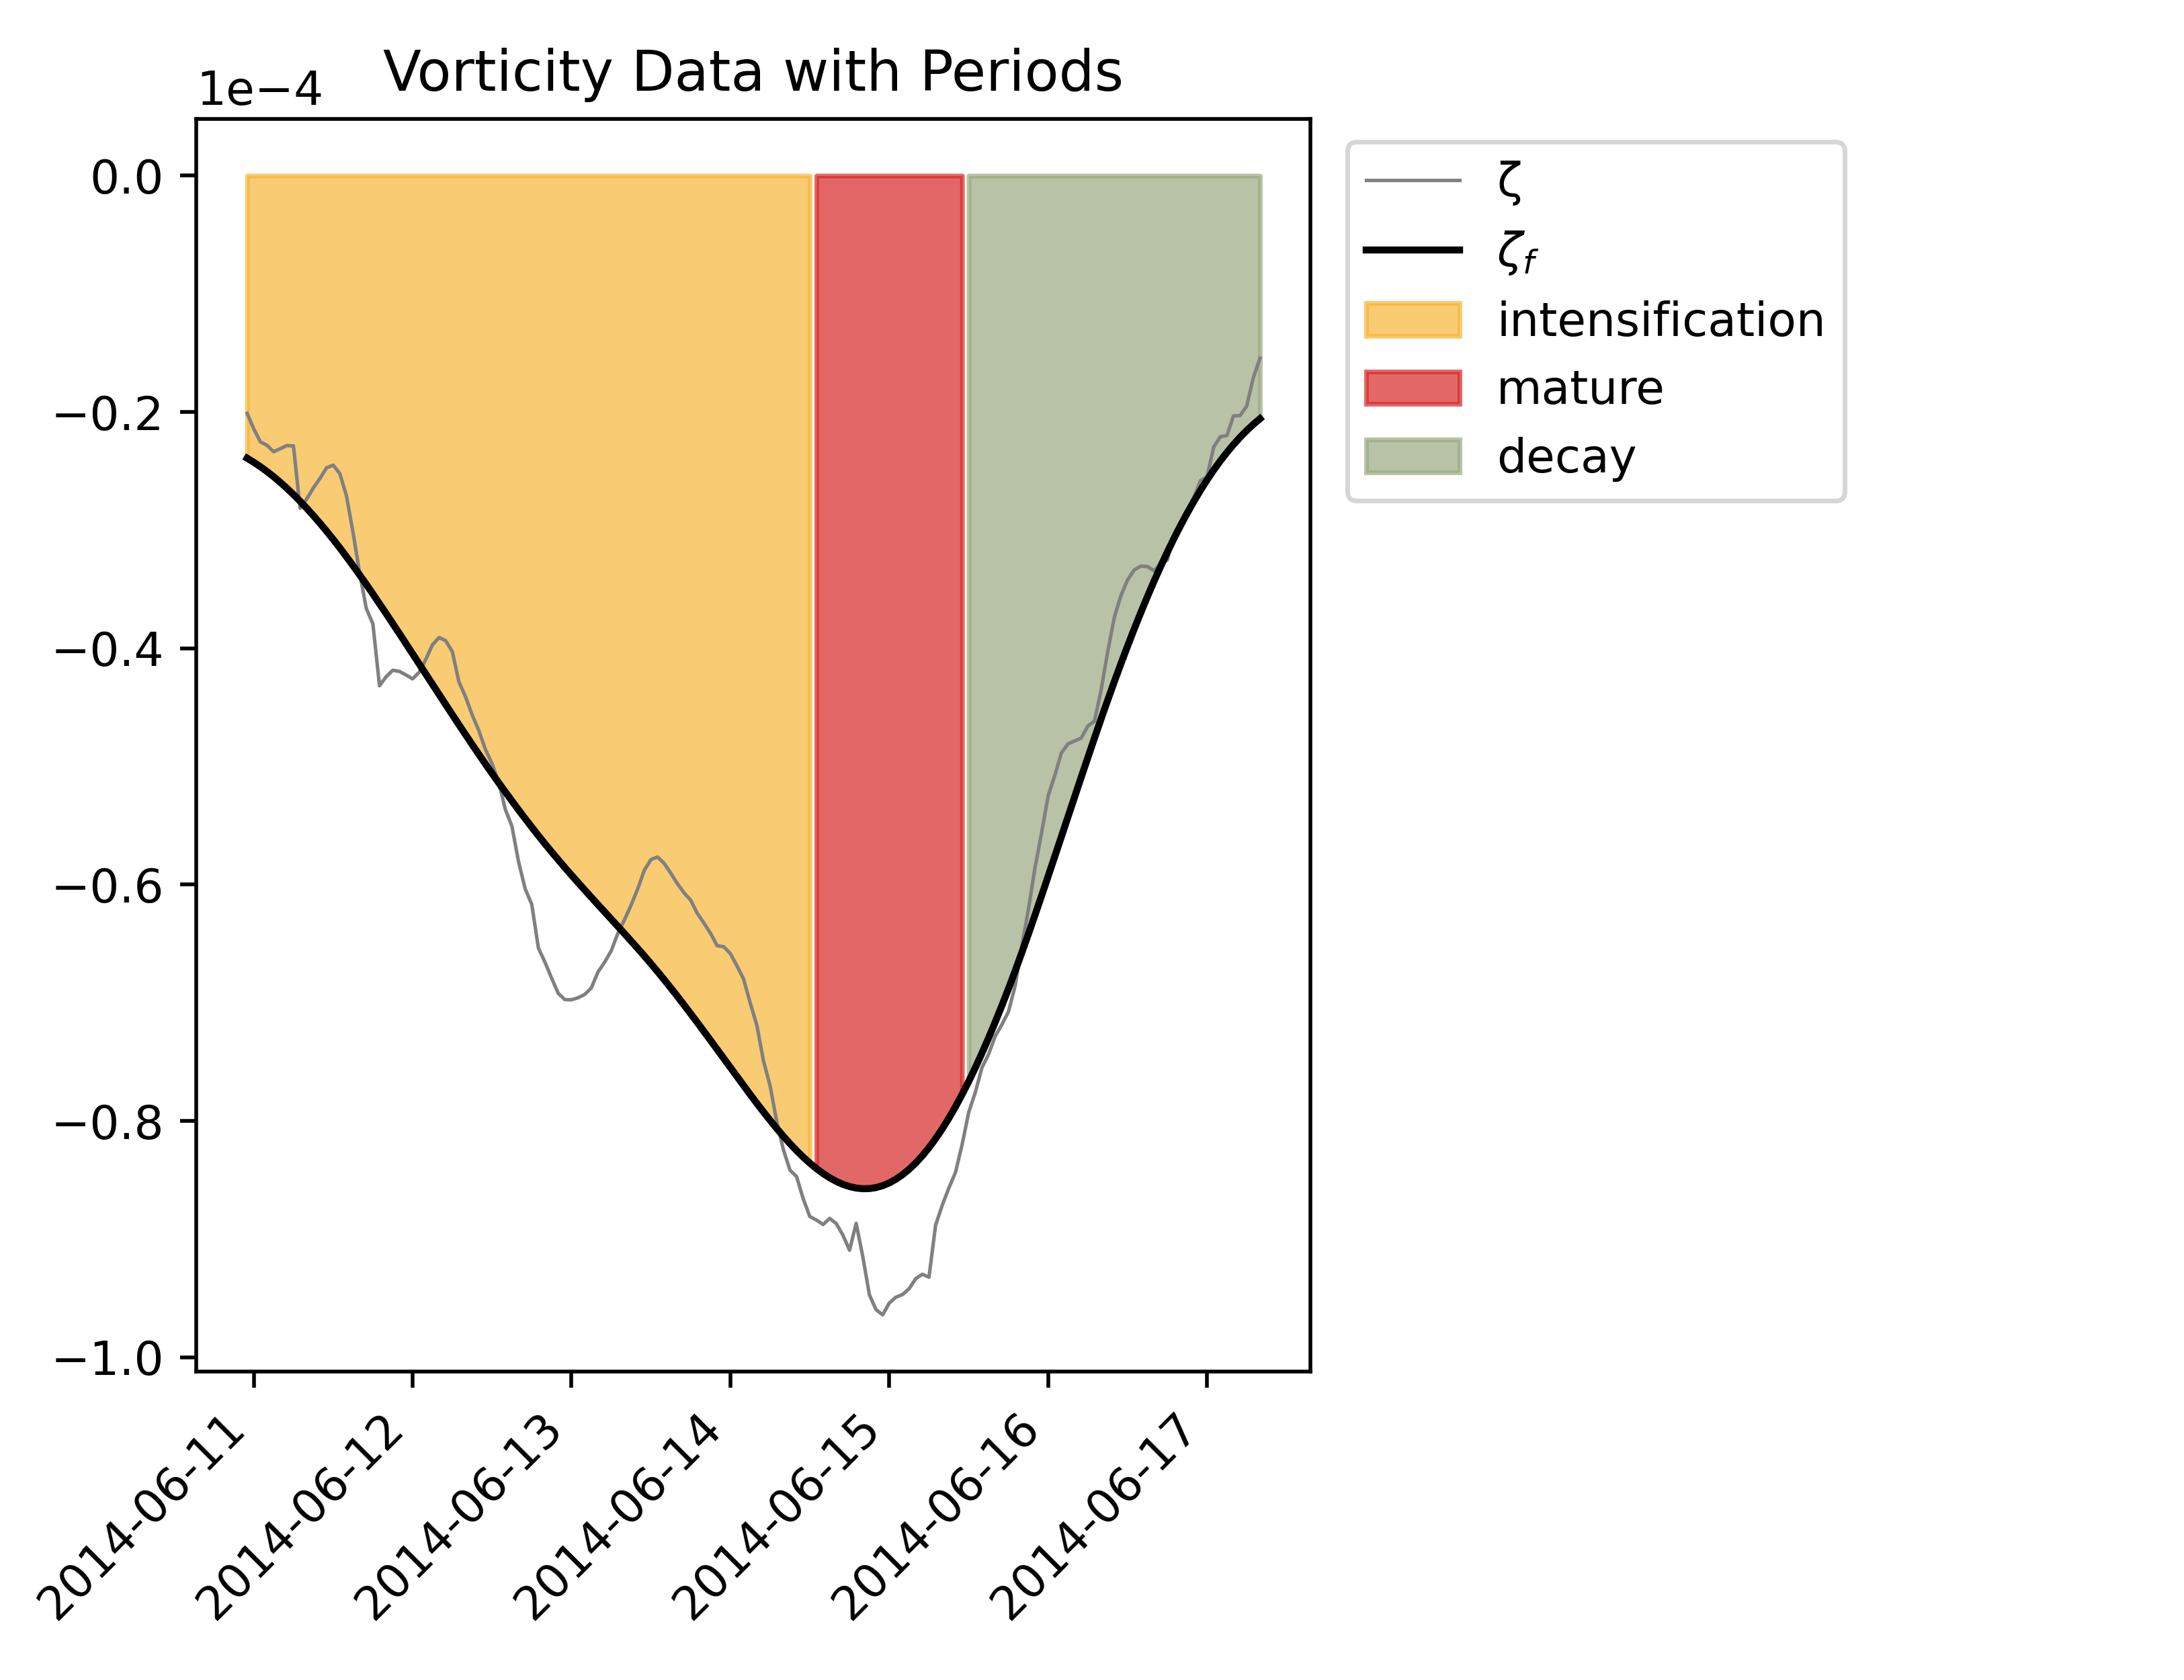 Vorticity Data with Periods
1e−4
0.0
−0.2
−0.4
−0.6
−0.8
−1.0
2014-06-11
2014-06-12
2014-06-13
2014-06-14
2014-06-15
2014-06-16
2014-06-17
ζ
ζf
intensification
mature
decay